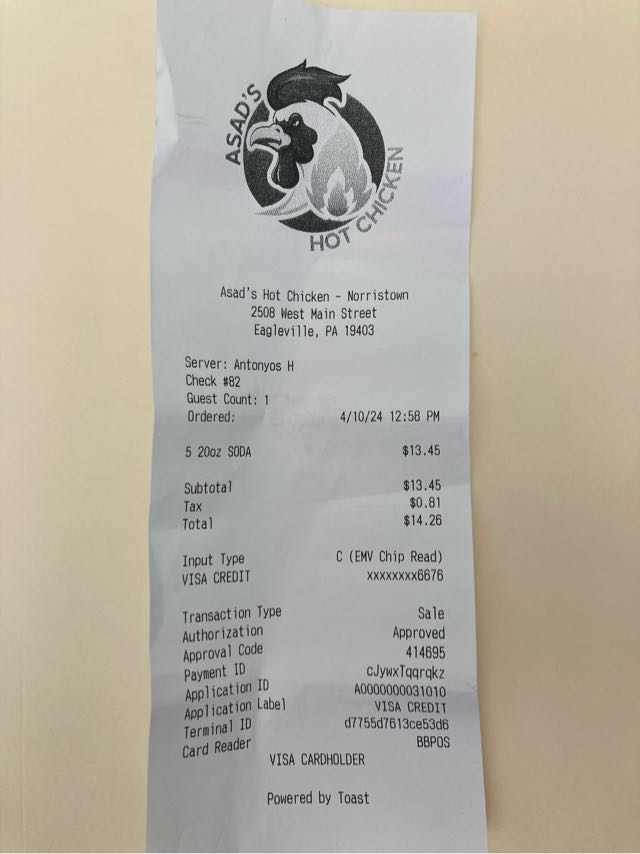 ASAD'S
HOT CHICKEN
Asad's Hot Chicken - Norristown
2508 West Main Street
Eagleville, PA 19403
Server: Antonyos H
Check #82
Guest Count: 1
Ordered: 4/10/24 12:58 PM
5 20oz SODA $13.45
Subtotal $13.45
Tax $0.81
Total $14.26
Input Type C (EMV Chip Read)
VISA CREDIT xxxxxxxx6676
Transaction Type Sale
Authorization Approved
Approval Code 414695
Payment ID cJywxTqqrqkz
Application ID A0000000031010
Application Label VISA CREDIT
Terminal ID d7755d7613ce53d6
Card Reader BBPOS
VISA CARDHOLDER
Powered by Toast